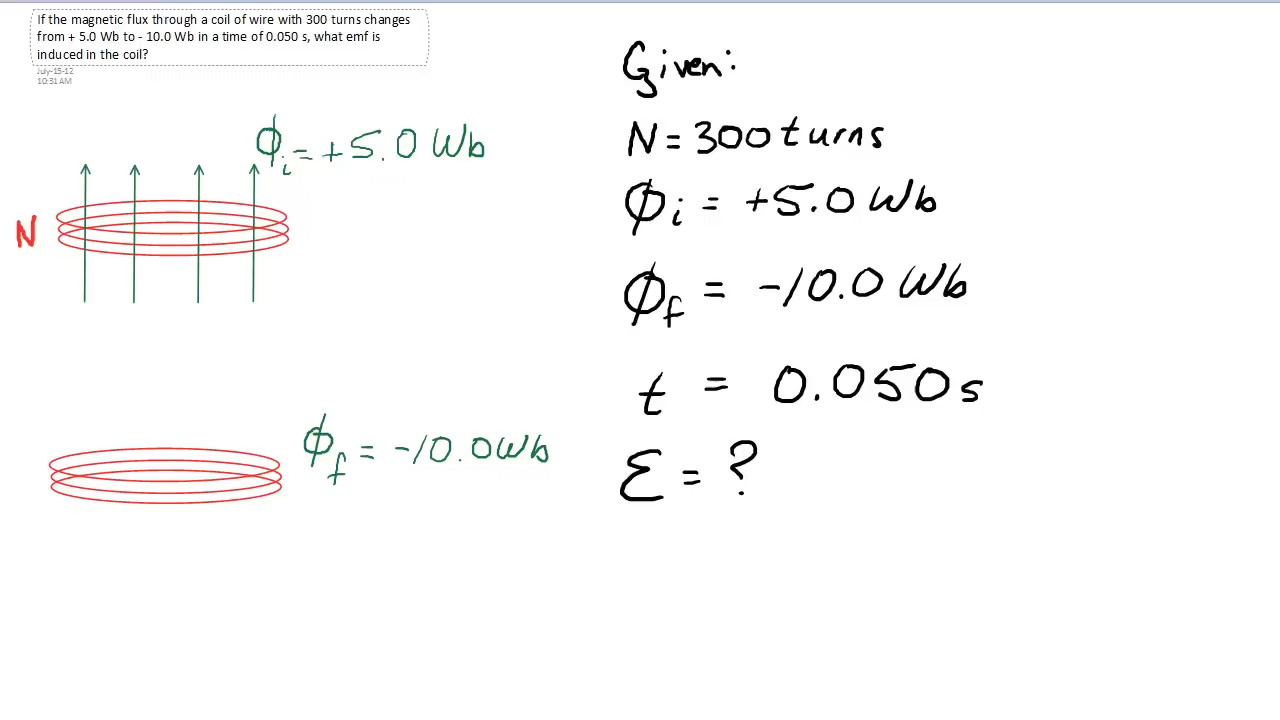 If the magnetic flux through a coil of wire with 300 turns changes
from + 5.0 Wb to - 10.0 Wb in a time of 0.050 s, what emf is
induced in the coil?
July-15-12
10:31 AM
ϕi = +5.0 Wb
N
ϕf = -10.0 Wb
Given:
N = 300 turns
ϕi = +5.0 Wb
ϕf = -10.0 Wb
t = 0.050 s
Ɛ = ?